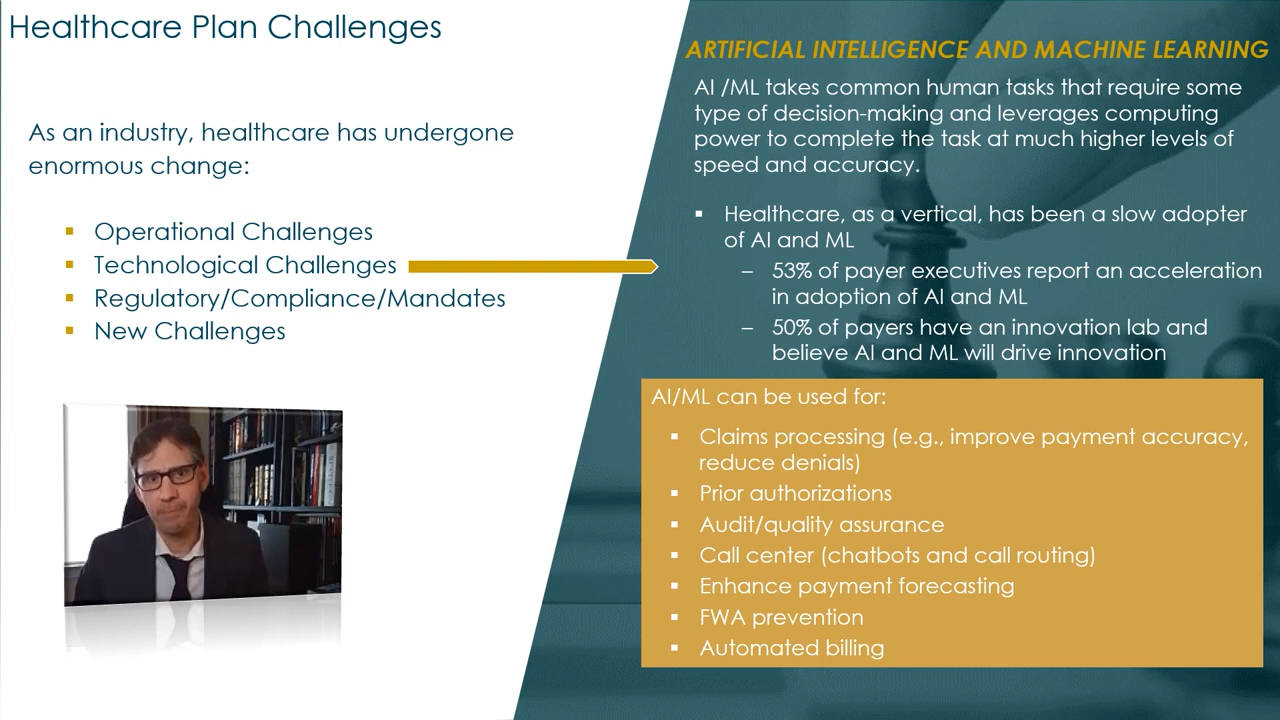 Healthcare Plan Challenges
As an industry, healthcare has undergone
enormous change:
▪ Operational Challenges
▪ Technological Challenges
▪ Regulatory/Compliance/Mandates
▪ New Challenges
ARTIFICIAL INTELLIGENCE AND MACHINE LEARNING
AI /ML takes common human tasks that require some
type of decision-making and leverages computing
power to complete the task at much higher levels of
speed and accuracy.
▪ Healthcare, as a vertical, has been a slow adopter
of AI and ML
– 53% of payer executives report an acceleration
in adoption of AI and ML
– 50% of payers have an innovation lab and
believe AI and ML will drive innovation
AI/ML can be used for:
▪ Claims processing (e.g., improve payment accuracy,
reduce denials)
▪ Prior authorizations
▪ Audit/quality assurance
▪ Call center (chatbots and call routing)
▪ Enhance payment forecasting
▪ FWA prevention
▪ Automated billing